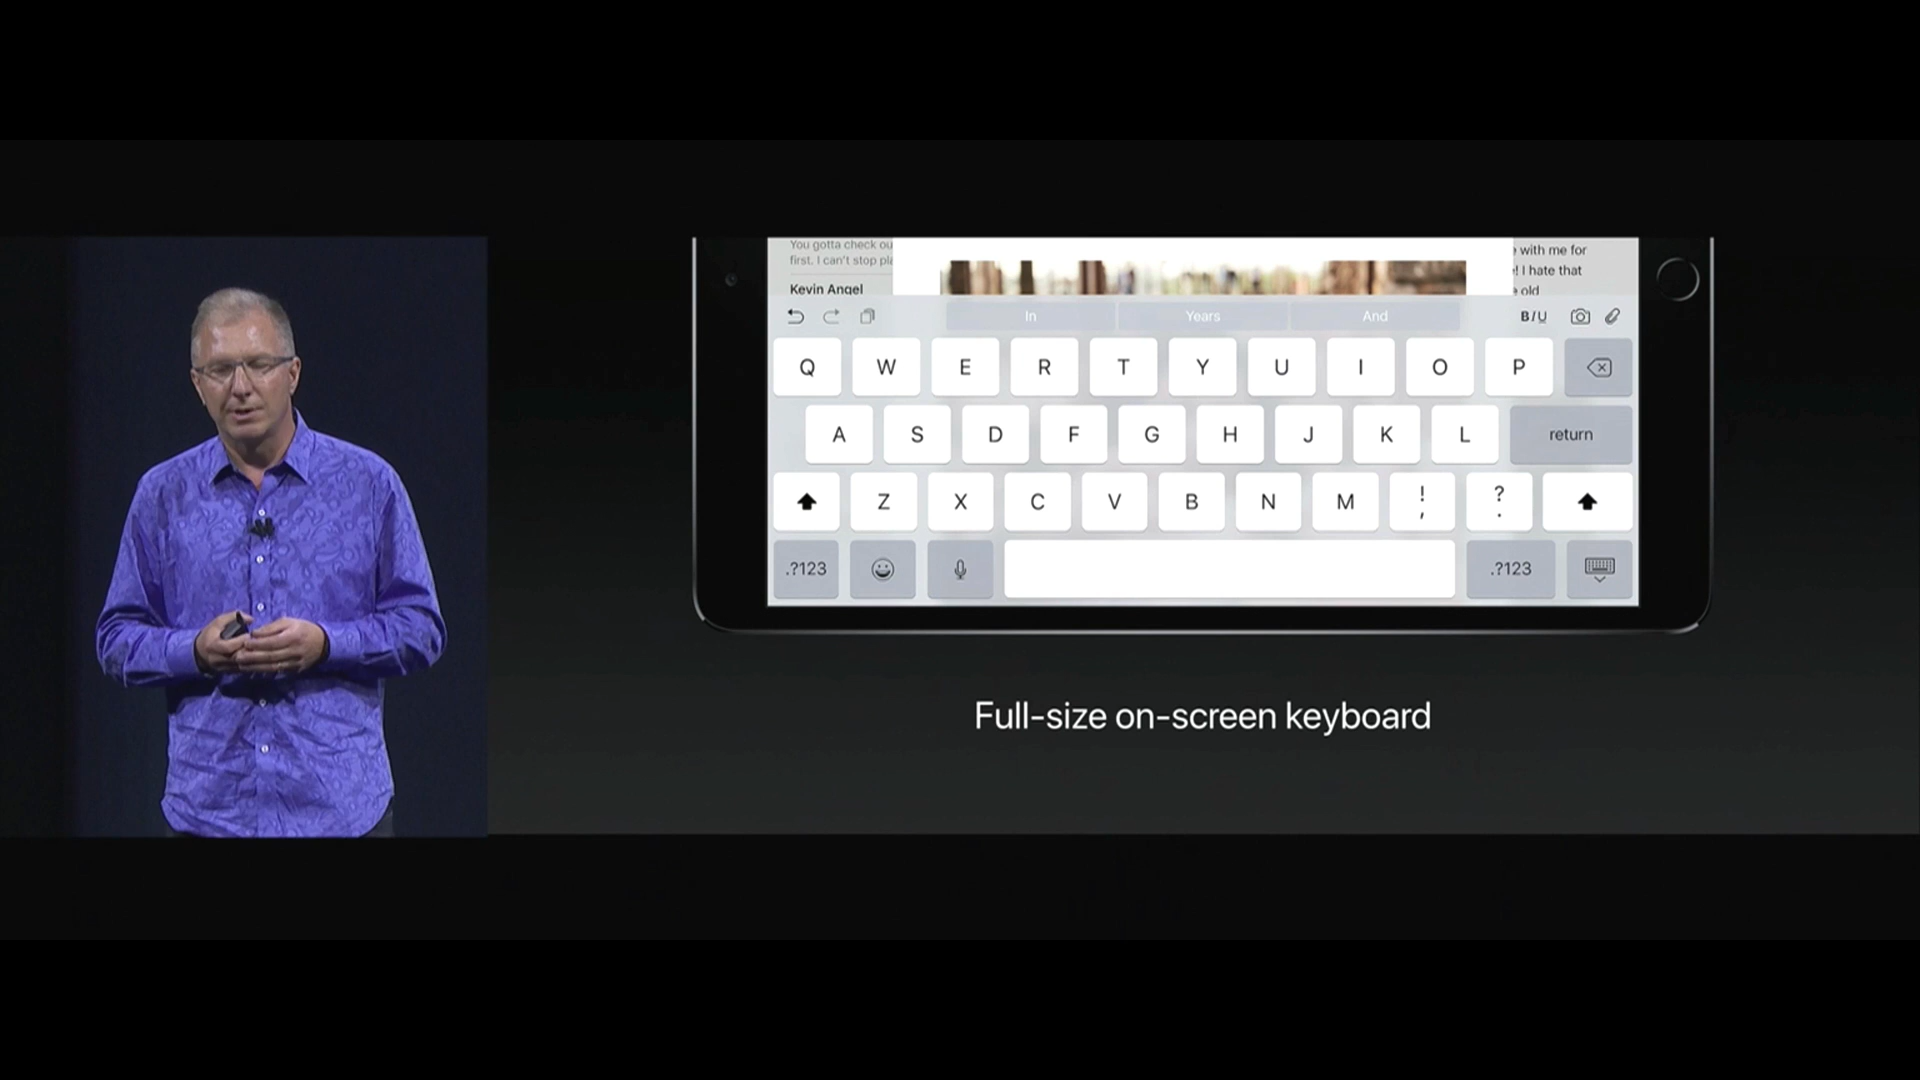 You gotta check ou
first. I can't stop pla
Kevin Angel
with me for
! I hate that
old
In Years And
B I U
Q W E R T Y U I O P
A S D F G H J K L return
Z X C V B N M ! , ? .
.?123 .?123
Full-size on-screen keyboard